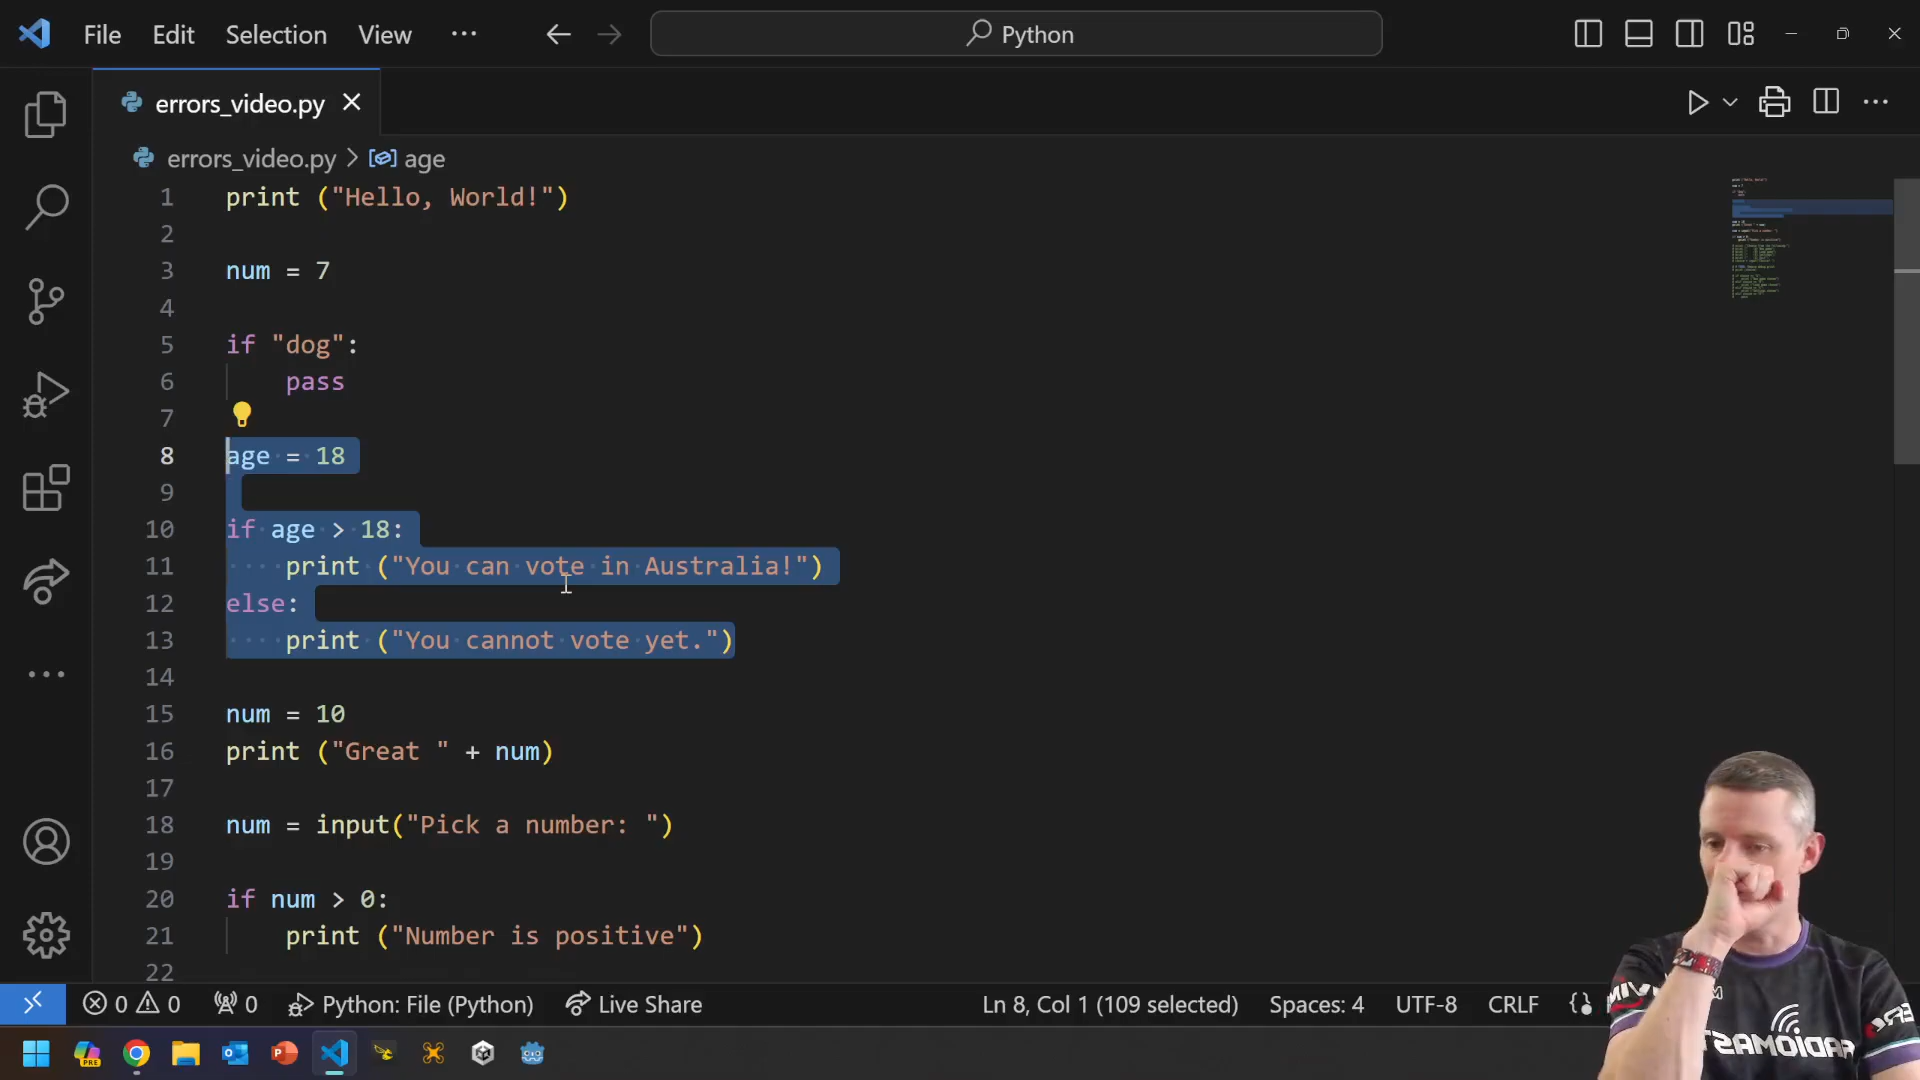 File Edit Selection View ··· Python
errors_video.py
errors_video.py > age
1 print ("Hello, World!")
2
3 num = 7
4
5 if "dog":
6 pass
7
8 age = 18
9
10 if age > 18:
11 print ("You can vote in Australia!")
12 else:
13 print ("You cannot vote yet.")
14
15 num = 10
16 print ("Great " + num)
17
18 num = input("Pick a number: ")
19
20 if num > 0:
21 print ("Number is positive")
22
0 0 0 Python: File (Python) Live Share Ln 8, Col 1 (109 selected) Spaces: 4 UTF-8 CRLF {}
PRE
RADIOMAST